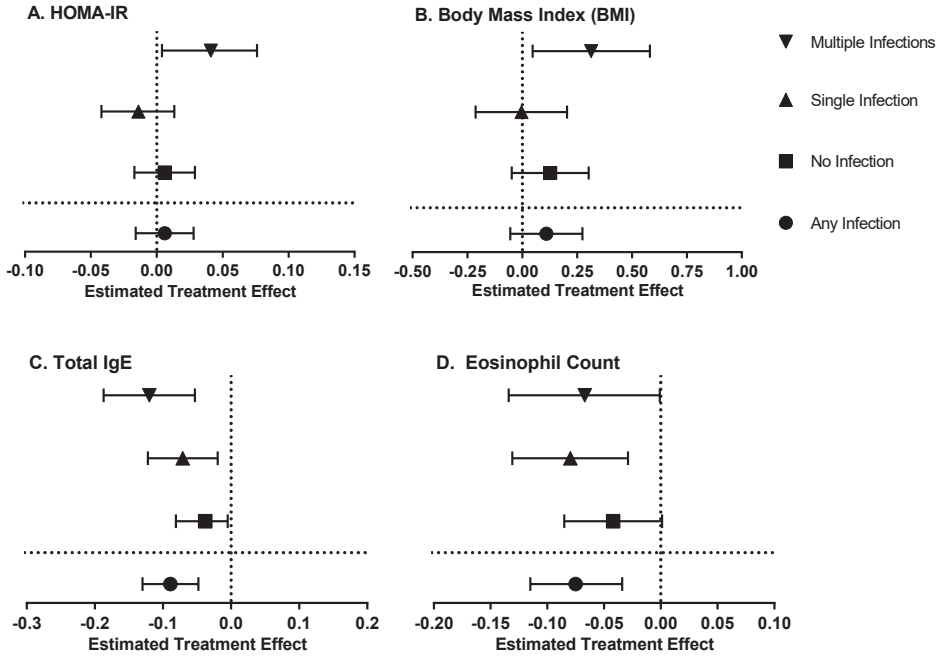 A. HOMA-IR
-0.10 -0.05 0.00 0.05 0.10 0.15
Estimated Treatment Effect
B. Body Mass Index (BMI)
-0.50 -0.25 0.00 0.25 0.50 0.75 1.00
Estimated Treatment Effect
Multiple Infections
Single Infection
No Infection
Any Infection
C. Total IgE
-0.3 -0.2 -0.1 0.0 0.1 0.2
Estimated Treatment Effect
D. Eosinophil Count
-0.20 -0.15 -0.10 -0.05 0.00 0.05 0.10
Estimated Treatment Effect